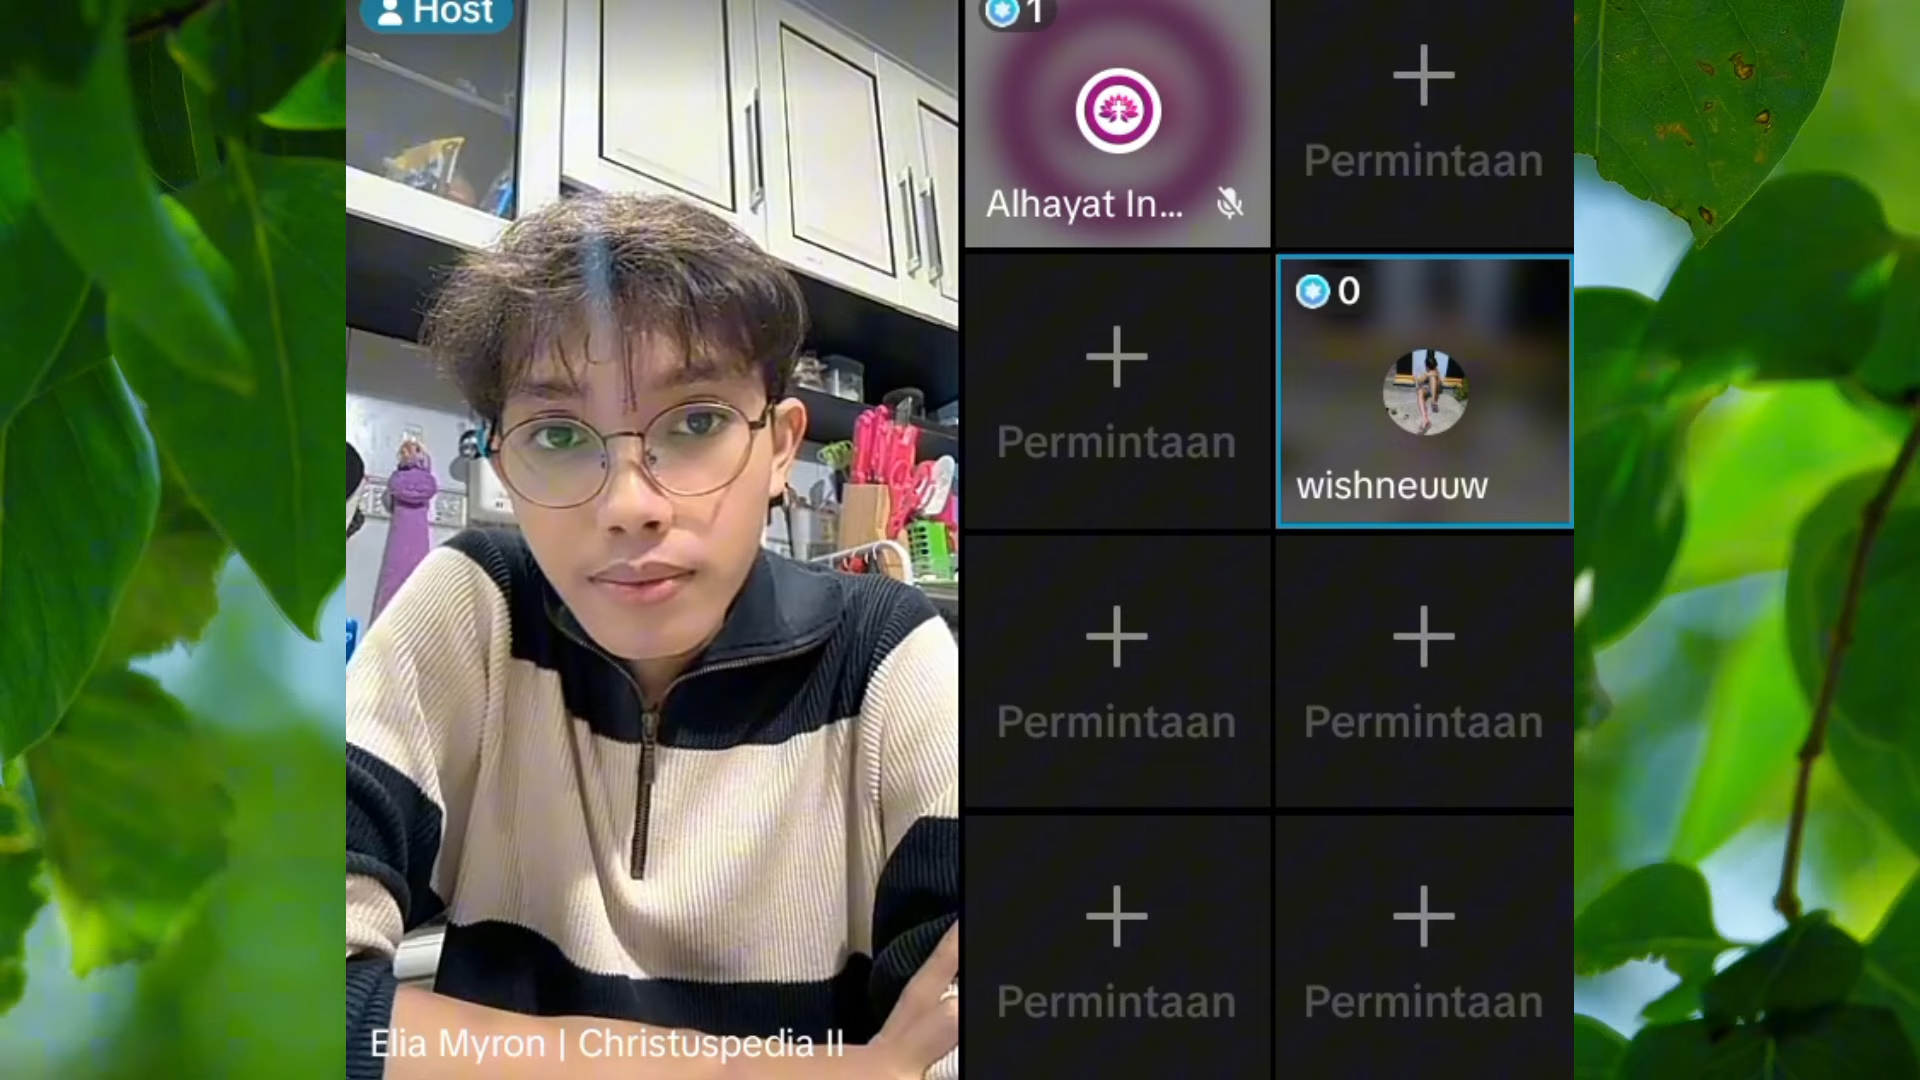 Host
Elia Myron | Christuspedia II
1
Alhayat In...
Permintaan
Permintaan
0
wishneuuw
Permintaan
Permintaan
Permintaan
Permintaan